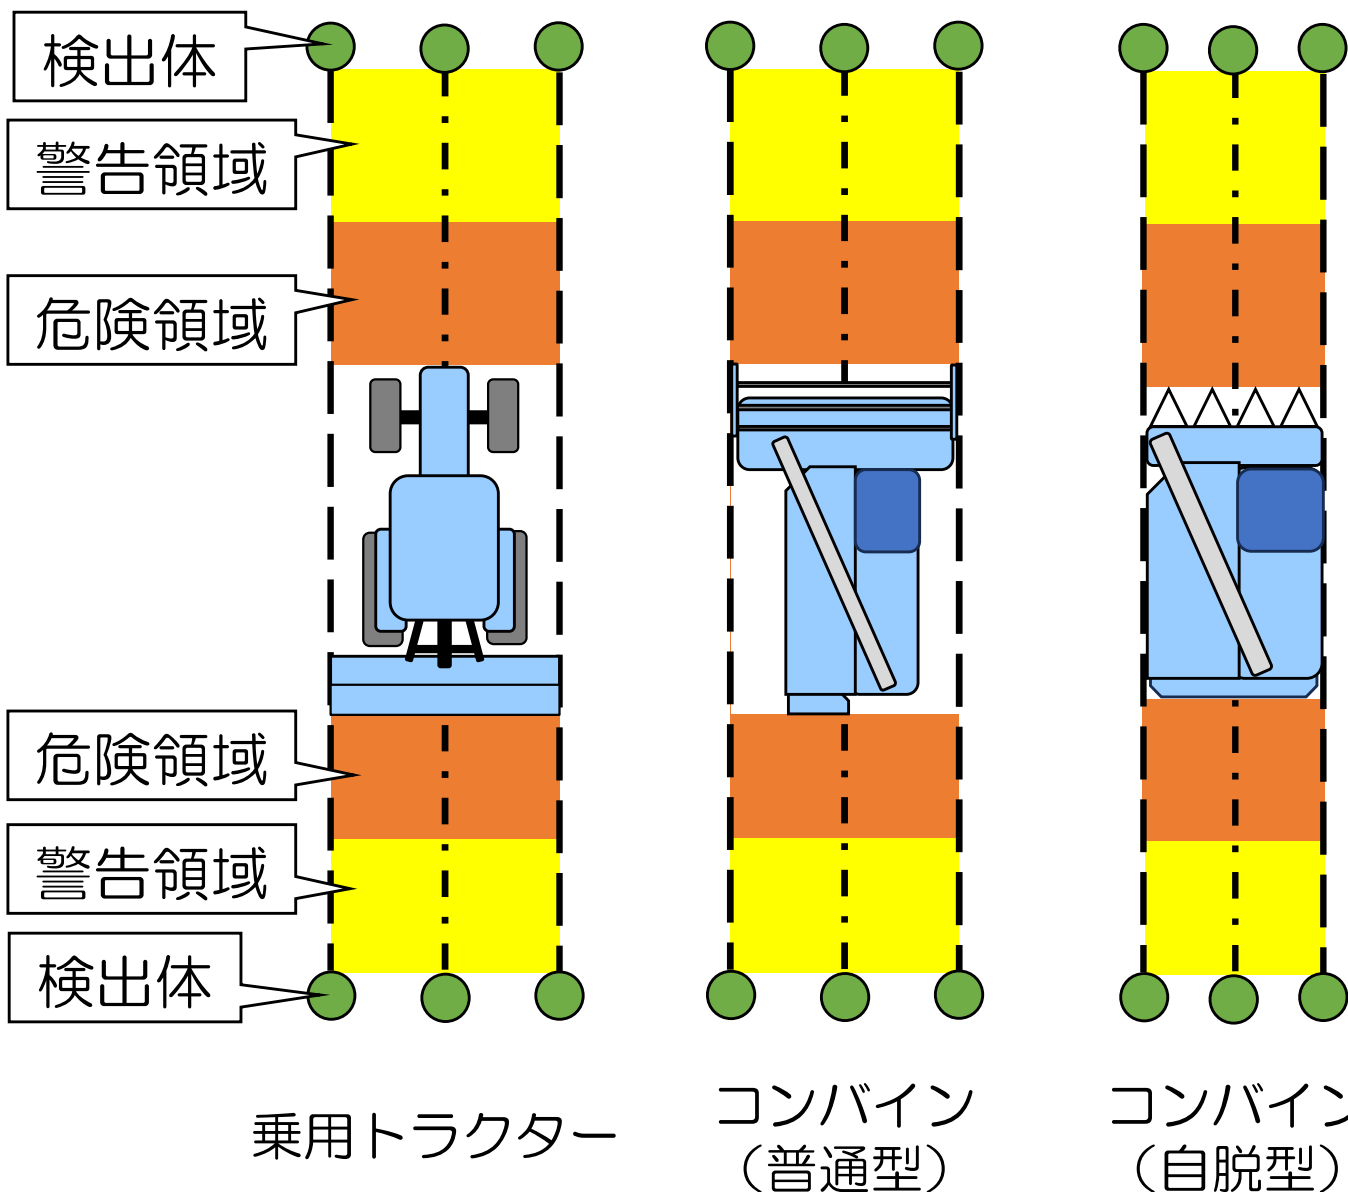 検出体
警告領域
危険領域
危険領域
警告領域
検出体
乗用トラクター
コンバイン
（普通型）
コンバイン
（自脱型）